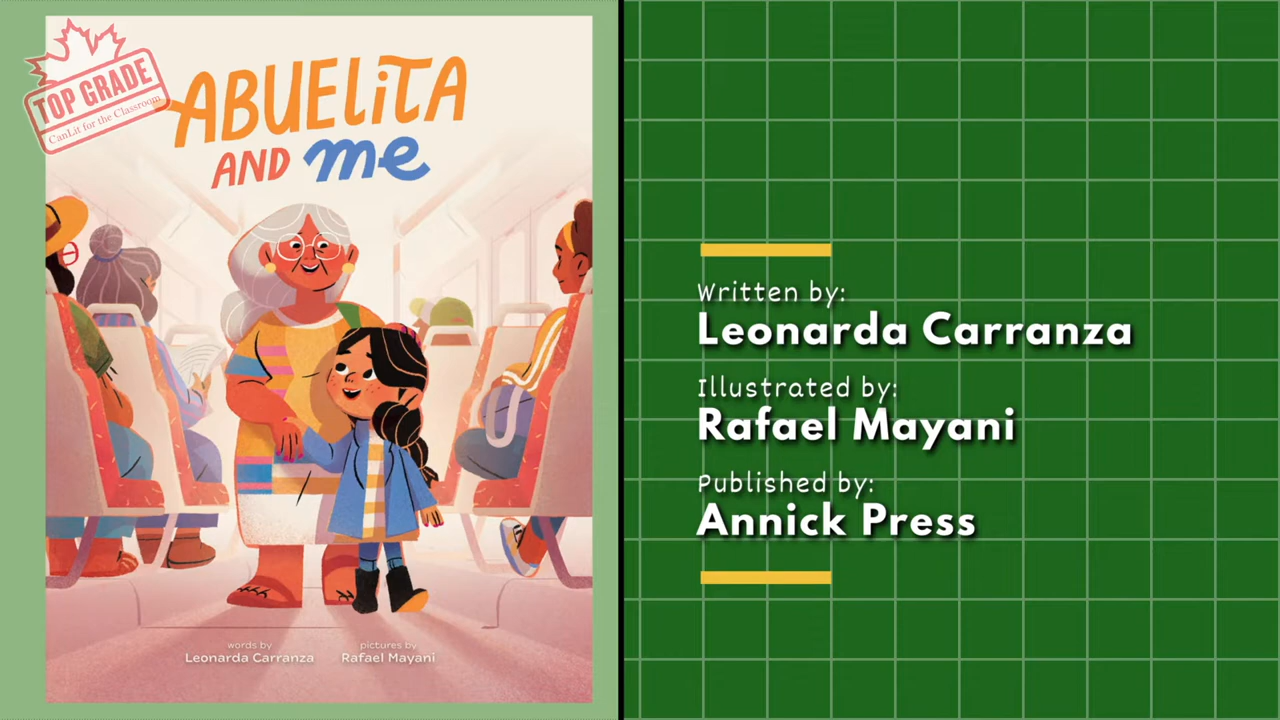 TOP GRADE
CanLit for the Classroom
ABUELiTA
AND me
words by
Leonarda Carranza
pictures by
Rafael Mayani
Written by:
Leonarda Carranza
Illustrated by:
Rafael Mayani
Published by:
Annick Press